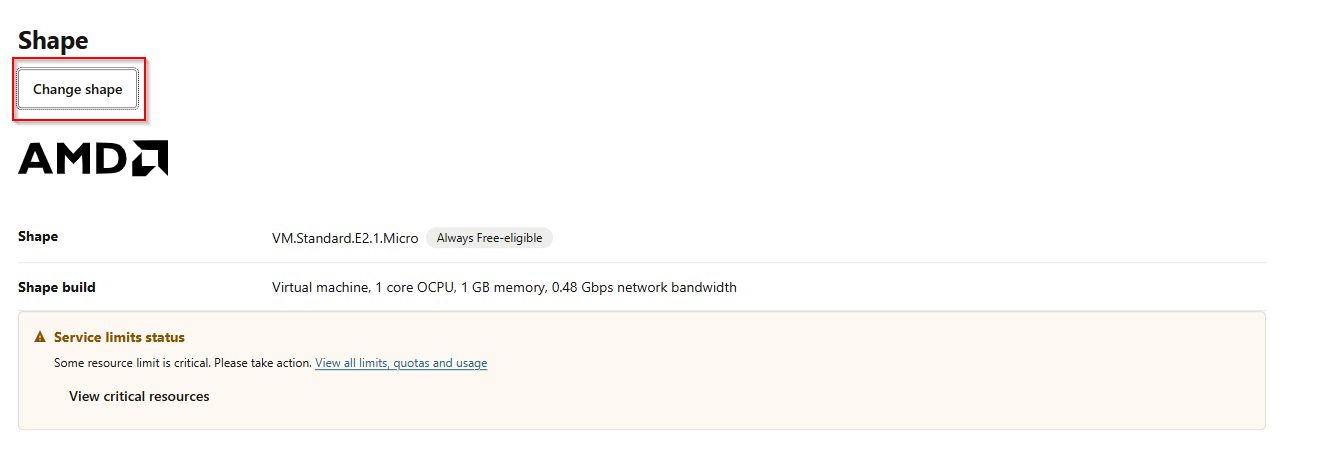 Shape
Change shape
AMD
Shape VM.Standard.E2.1.Micro Always Free-eligible
Shape build Virtual machine, 1 core OCPU, 1 GB memory, 0.48 Gbps network bandwidth
Service limits status
Some resource limit is critical. Please take action. View all limits, quotas and usage
View critical resources